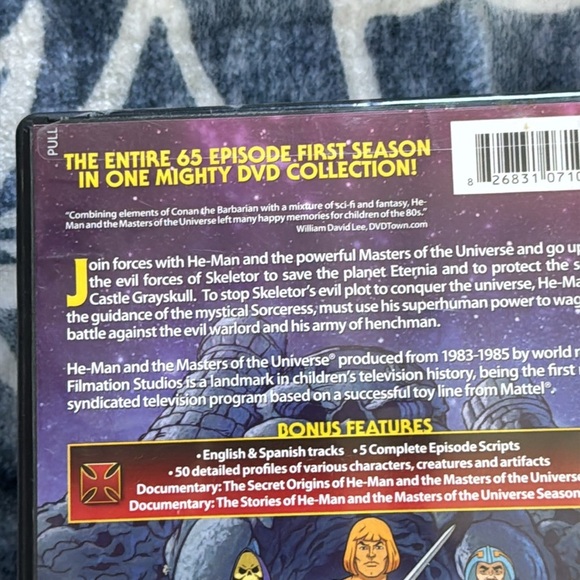 PULL
THE ENTIRE 65 EPISODE FIRST SEASON
IN ONE MIGHTY DVD COLLECTION!
8 26831 0710
"Combining elements of Conan the Barbarian with a mixture of sci-fi and fantasy, He-
Man and the Masters of the Universe left many happy memories for children of the 80s."
William David Lee, DVDTown.com
Join forces with He-Man and the powerful Masters of the Universe and go up
the evil forces of Skeletor to save the planet Eternia and to protect the
Castle Grayskull. To stop Skeletor's evil plot to conquer the universe, He-Ma
the guidance of the mystical Sorceress, must use his superhuman power to wag
battle against the evil warlord and his army of henchman.
He-Man and the Masters of the Universe® produced from 1983-1985 by world
Filmation Studios is a landmark in children's television history, being the first
syndicated television program based on a successful toy line from Mattel®.
BONUS FEATURES
•English & Spanish tracks •5 Complete Episode Scripts
•50 detailed profiles of various characters, creatures and artifacts
Documentary: The Secret Origins of He-Man and the Masters of the Universe
Documentary: The Stories of He-Man and the Masters of the Universe Season